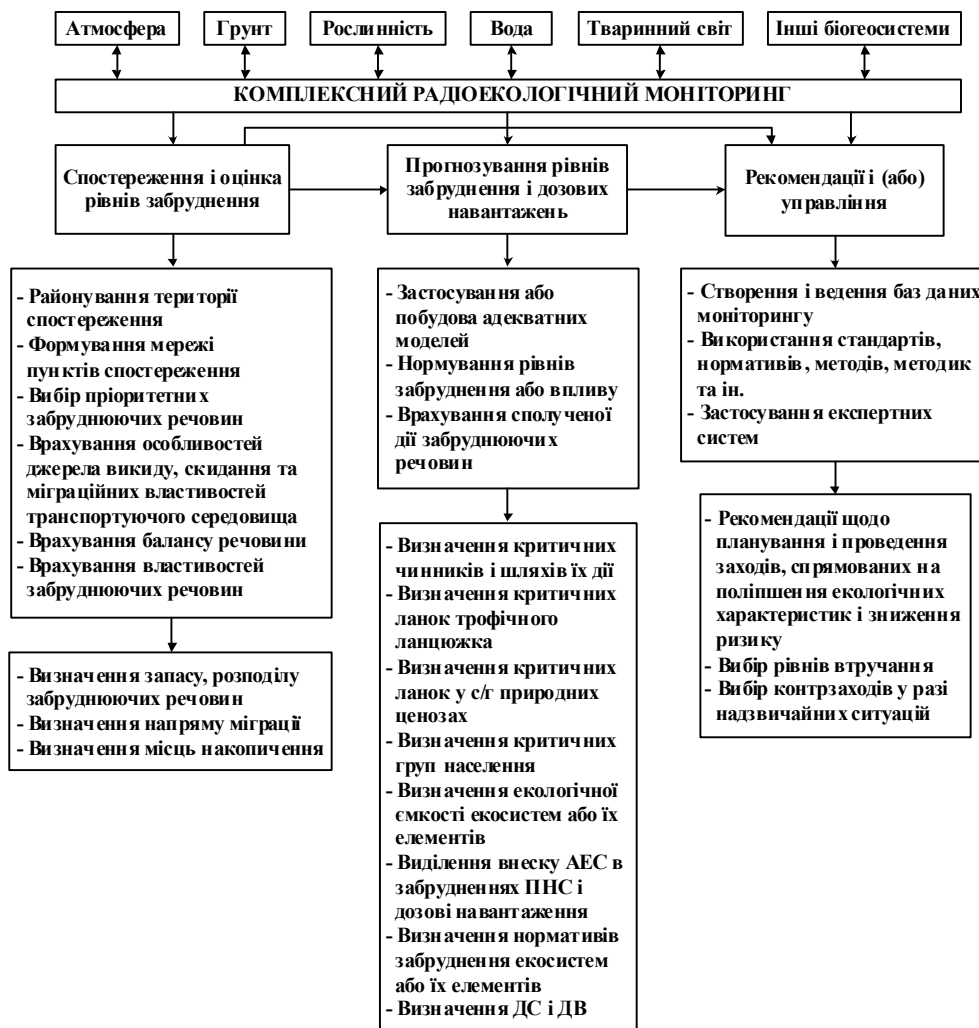 Атмосфера
Грунт
Рослинність
Вода
Тваринний світ
Інші біогеосистеми
КОМПЛЕКСНИЙ РАДІОЕКОЛОГІЧНИЙ МОНІТОРИНГ
Спостереження і оцінка
рівнів забруднення
Прогнозування рівнів
забруднення і дозових
навантажень
Рекомендації і (або)
управління
- Районування території
спостереження
- Формування мережі
пунктів спостереження
- Вибір пріоритетних
забруднюючих речовин
- Врахування особливостей
джерела викиду, скидання та
міграційних властивостей
транспортуючого середовища
- Врахування балансу речовини
- Врахування властивостей
забруднюючих речовин
- Визначення запасу, розподілу
забруднюючих речовин
- Визначення напряму міграції
- Визначення місць накопичення
- Застосування або
побудова адекватних
моделей
- Нормування рівнів
забруднення або впливу
- Врахування сполученої
дії забруднюючих
речовин
- Визначення критичних
чинників і шляхів їх дії
- Визначення критичних
ланок трофічного
ланцюжка
- Визначення критичних
ланок у с/г природних
ценозах
- Визначення критичних
груп населення
- Визначення екологічної
ємкості екосистем або їх
елементів
- Виділення внеску АЕС в
забрудненнях ПНС і
дозові навантаження
- Визначення нормативів
забруднення екосистем
або їх елементів
- Визначення ДС і ДВ
- Створення і ведення баз даних
моніторингу
- Використання стандартів,
нормативів, методів, методик
та ін.
- Застосування експертних
систем
- Рекомендації щодо
планування і проведення
заходів, спрямованих на
поліпшення екологічних
характеристик і зниження
ризику
- Вибір рівнів втручання
- Вибір контрзаходів у разі
надзвичайних ситуацій